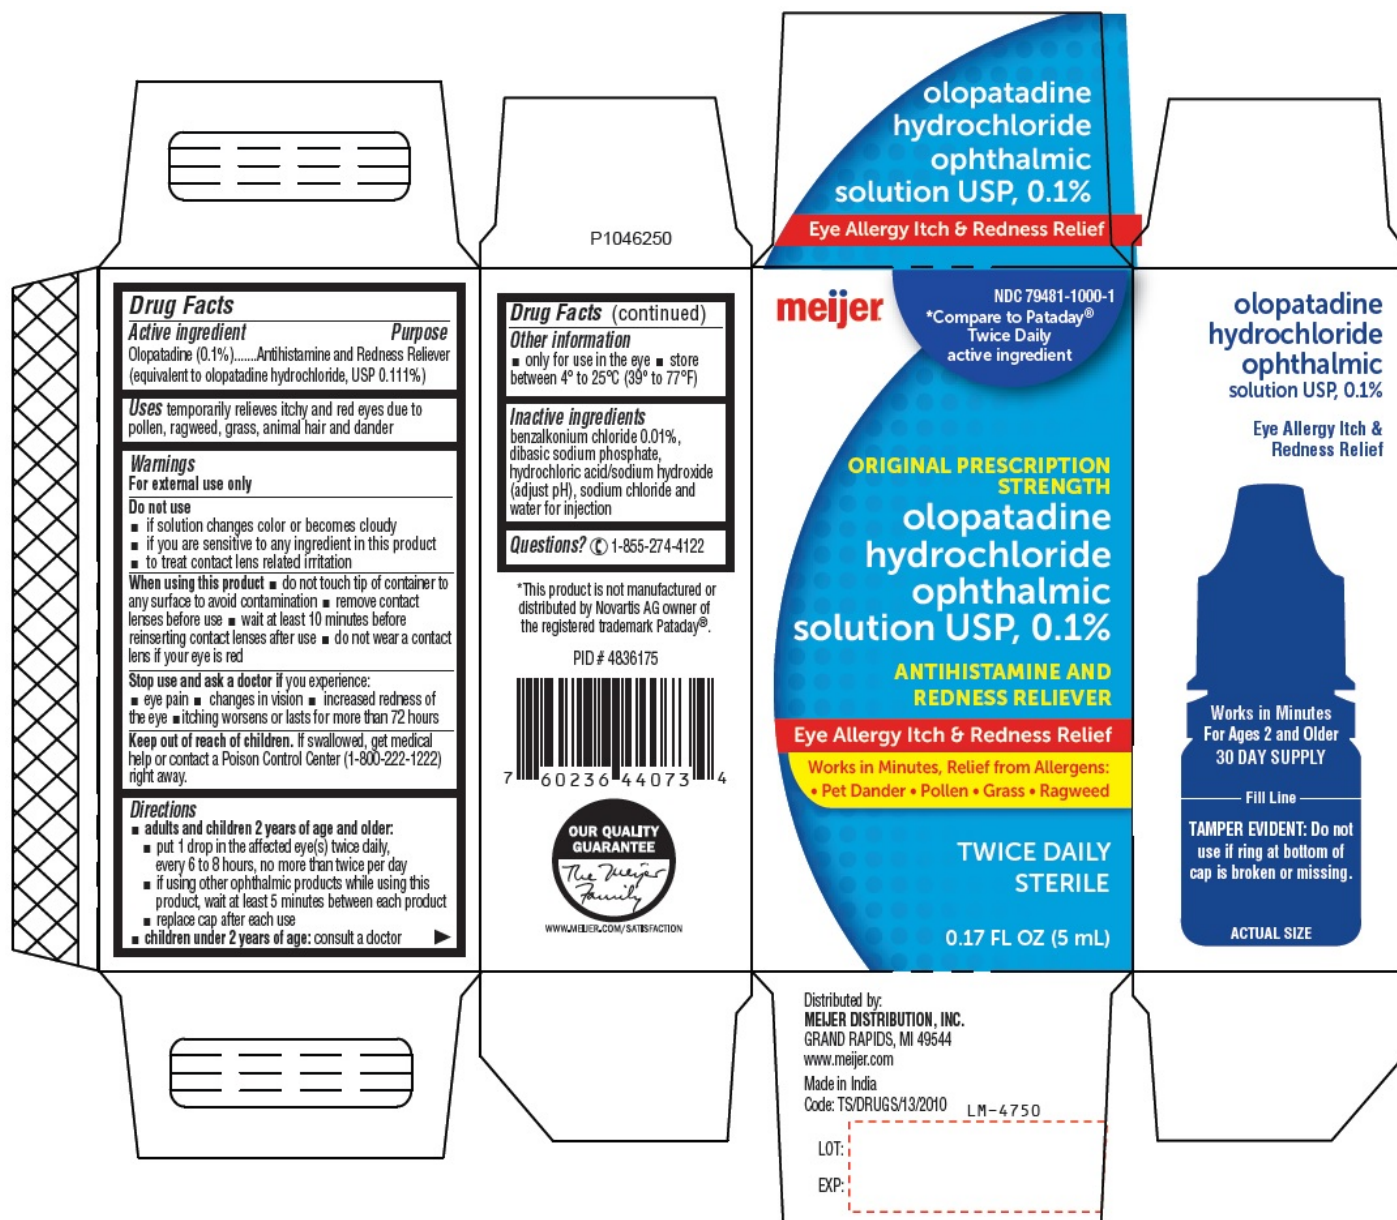 olopatadine
hydrochloride
ophthalmic
solution USP, 0.1%
Eye Allergy Itch & Redness Relief
P1046250
Drug Facts
Active ingredient Purpose
Olopatadine (0.1%).......Antihistamine and Redness Reliever
(equivalent to olopatadine hydrochloride, USP 0.111%)
Uses temporarily relieves itchy and red eyes due to
pollen, ragweed, grass, animal hair and dander
Warnings
For external use only
Do not use
■ if solution changes color or becomes cloudy
■ if you are sensitive to any ingredient in this product
■ to treat contact lens related irritation
When using this product ■ do not touch tip of container to
any surface to avoid contamination ■ remove contact
lenses before use ■ wait at least 10 minutes before
reinserting contact lenses after use ■ do not wear a contact
lens if your eye is red
Stop use and ask a doctor if you experience:
■ eye pain ■ changes in vision ■ increased redness of
the eye ■ itching worsens or lasts for more than 72 hours
Keep out of reach of children. If swallowed, get medical
help or contact a Poison Control Center (1-800-222-1222)
right away.
Directions
■ adults and children 2 years of age and older:
■ put 1 drop in the affected eye(s) twice daily,
every 6 to 8 hours, no more than twice per day
■ if using other ophthalmic products while using this
product, wait at least 5 minutes between each product
■ replace cap after each use
■ children under 2 years of age: consult a doctor
Drug Facts (continued)
Other information
■ only for use in the eye ■ store
between 4° to 25°C (39° to 77°F)
Inactive ingredients
benzalkonium chloride 0.01%,
dibasic sodium phosphate,
hydrochloric acid/sodium hydroxide
(adjust pH), sodium chloride and
water for injection
Questions? 1-855-274-4122
*This product is not manufactured or
distributed by Novartis AG owner of
the registered trademark Pataday®.
PID # 4836175
7 60236 44073 4
OUR QUALITY
GUARANTEE
The Meijer
Family
WWW.MEIJER.COM/SATISFACTION
meijer
NDC 79481-1000-1
*Compare to Pataday®
Twice Daily
active ingredient
ORIGINAL PRESCRIPTION
STRENGTH
olopatadine
hydrochloride
ophthalmic
solution USP, 0.1%
ANTIHISTAMINE AND
REDNESS RELIEVER
Eye Allergy Itch & Redness Relief
Works in Minutes, Relief from Allergens:
• Pet Dander • Pollen • Grass • Ragweed
TWICE DAILY
STERILE
0.17 FL OZ (5 mL)
olopatadine
hydrochloride
ophthalmic
solution USP, 0.1%
Eye Allergy Itch &
Redness Relief
Works in Minutes
For Ages 2 and Older
30 DAY SUPPLY
Fill Line
TAMPER EVIDENT: Do not
use if ring at bottom of
cap is broken or missing.
ACTUAL SIZE
Distributed by:
MEIJER DISTRIBUTION, INC.
GRAND RAPIDS, MI 49544
www.meijer.com
Made in India
Code: TS/DRUGS/13/2010 LM-4750
LOT:
EXP: